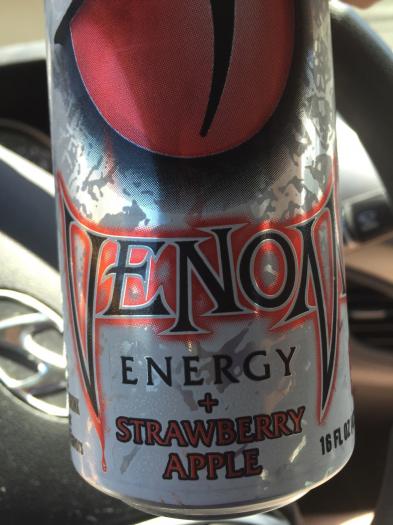 VENOM
ENERGY
+
STRAWBERRY
APPLE
16 FL OZ